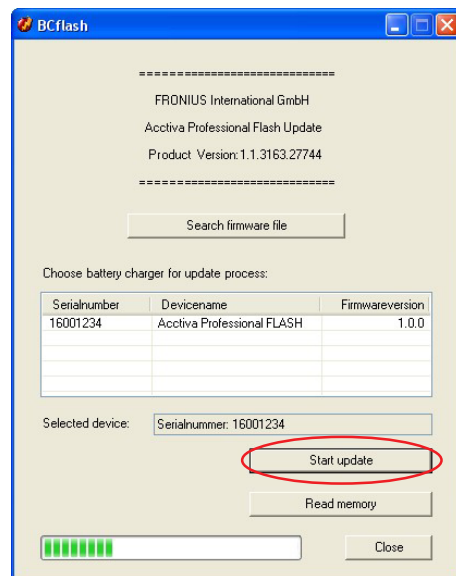 BCflash
==========================
FRONIUS International GmbH
Acctiva Professional Flash Update
Product Version:1.1.3163.27744
==========================
Search firmware file
Choose battery charger for update process:
Serialnumber Devicename Firmwareversion
16001234 Acctiva Professional FLASH 1.0.0
Selected device: Serialnummer: 16001234
Start update
Read memory
Close